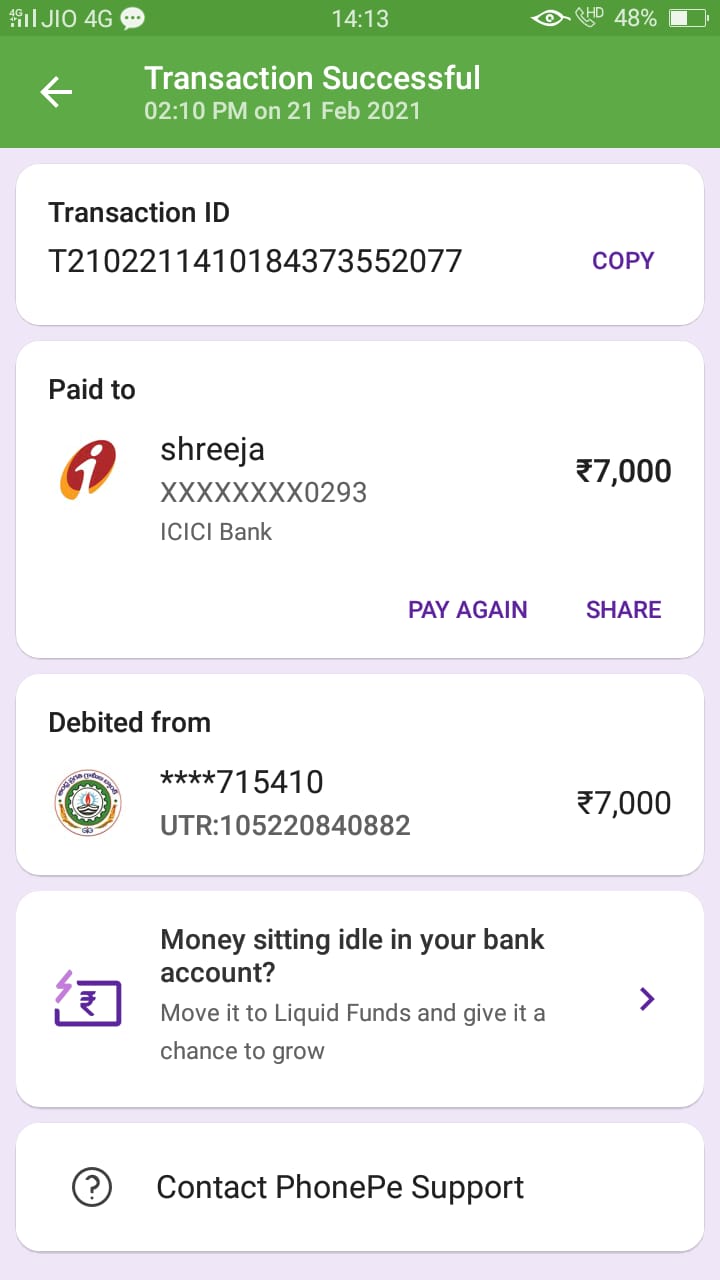 4G JIO 4G 14:13 HD 48%
Transaction Successful
02:10 PM on 21 Feb 2021
Transaction ID
T2102211410184373552077 COPY
Paid to
shreeja
XXXXXXXX0293
ICICI Bank
₹7,000
PAY AGAIN SHARE
Debited from
****715410
UTR:105220840882
₹7,000
Money sitting idle in your bank
account?
Move it to Liquid Funds and give it a
chance to grow
Contact PhonePe Support